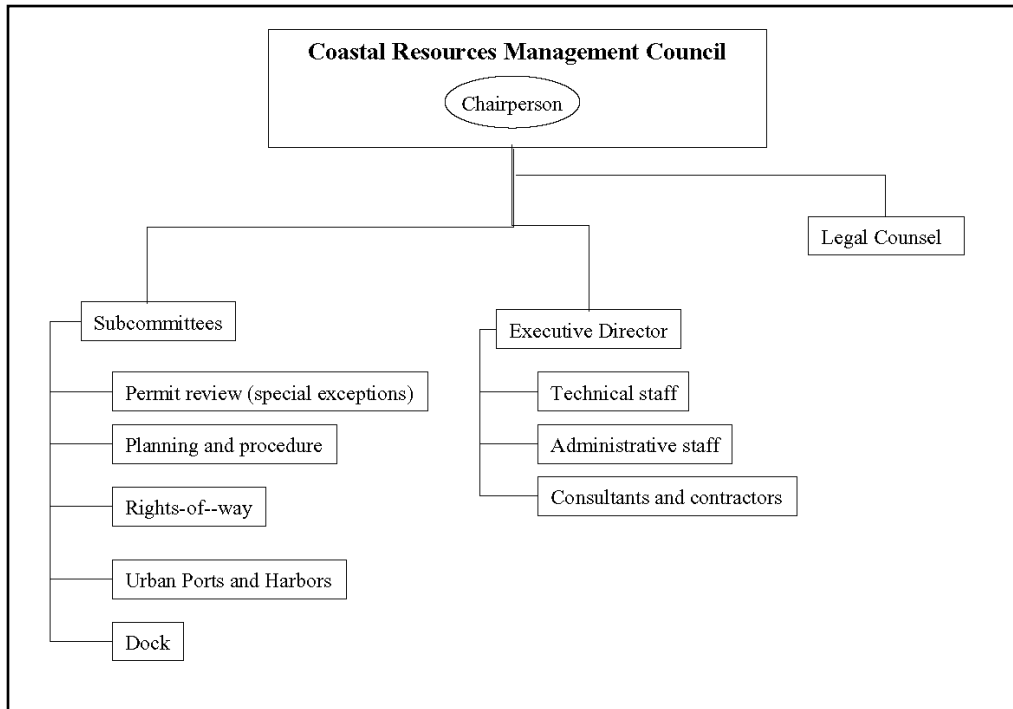 Coastal Resources Management Council
Chairperson
Legal Counsel
Subcommittees
Permit review (special exceptions)
Planning and procedure
Rights-of--way
Urban Ports and Harbors
Dock
Executive Director
Technical staff
Administrative staff
Consultants and contractors